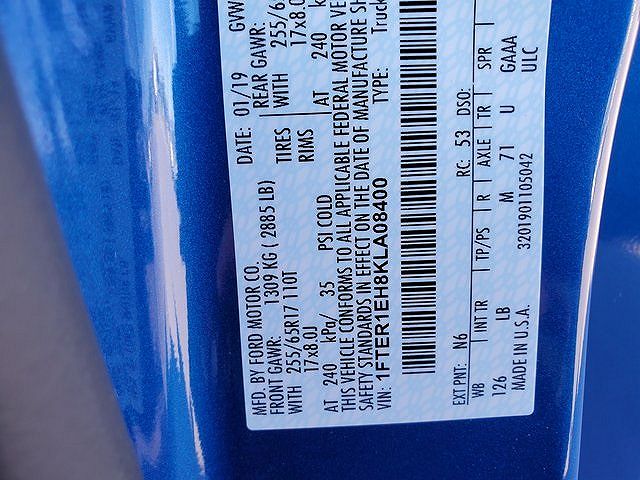 MFD. BY FORD MOTOR CO.
DATE: 01/19
GVW
FRONT GAWR: 1309 KG ( 2885 LB)
REAR GAWR:
WITH 255/65R17 110T
TIRES
WITH 255/65
17x8.0J
RIMS
17x8.0
AT 240 kPa/ 35 PSI COLD
AT 240
THIS VEHICLE CONFORMS TO ALL APPLICABLE FEDERAL MOTOR VE
SAFETY STANDARDS IN EFFECT ON THE DATE OF MANUFACTURE SH
VIN: 1FTER1EH8KLA08400
TYPE: Truck
EXT PNT: N6
RC: 53
DSO:
WB
INT TR
TP/PS
R
AXLE
TR
SPR
126
LB
M
71
U
GAAA
3201901105042
ULC
MADE IN U.S.A.